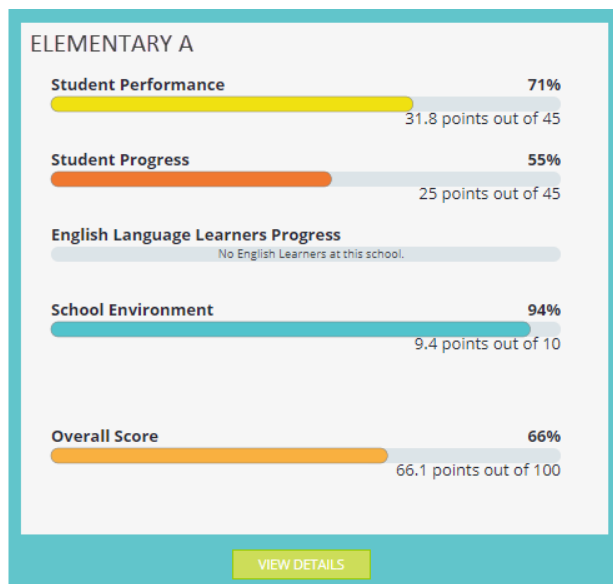 ELEMENTARY A
Student Performance 71%
31.8 points out of 45
Student Progress 55%
25 points out of 45
English Language Learners Progress
No English Learners at this school.
School Environment 94%
9.4 points out of 10
Overall Score 66%
66.1 points out of 100
VIEW DETAILS